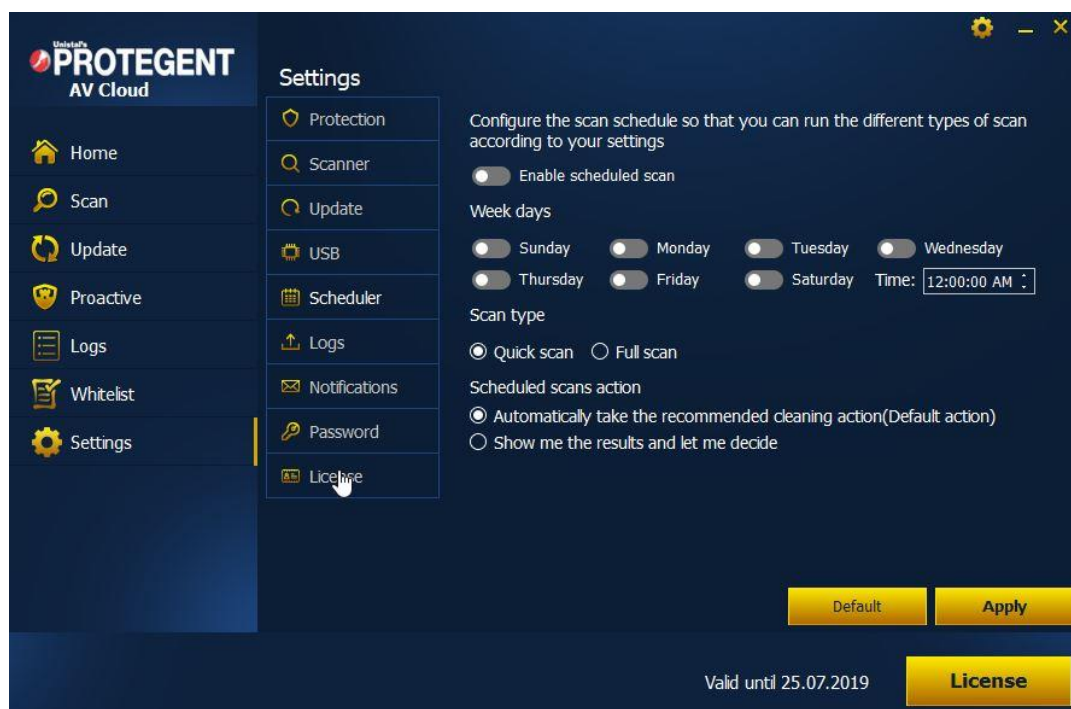 Unistal's
PROTEGENT
AV Cloud
Home
Scan
Update
Proactive
Logs
Whitelist
Settings
Settings
Protection
Scanner
Update
USB
Scheduler
Logs
Notifications
Password
License
Configure the scan schedule so that you can run the different types of scan
according to your settings
Enable scheduled scan
Week days
Sunday Monday Tuesday Wednesday
Thursday Friday Saturday Time: 12:00:00 AM
Scan type
Quick scan Full scan
Scheduled scans action
Automatically take the recommended cleaning action(Default action)
Show me the results and let me decide
Default Apply
Valid until 25.07.2019 License